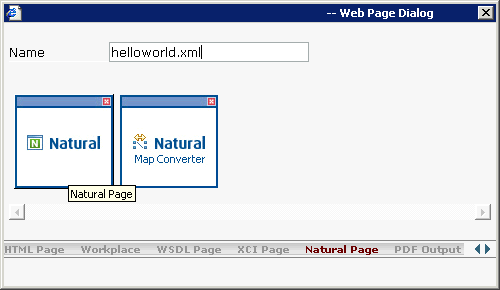 -- Web Page Dialog
Name helloworld.xml
Natural Natural
Map Converter
Natural Page
HTML Page Workplace WSDL Page XCI Page Natural Page PDF Output